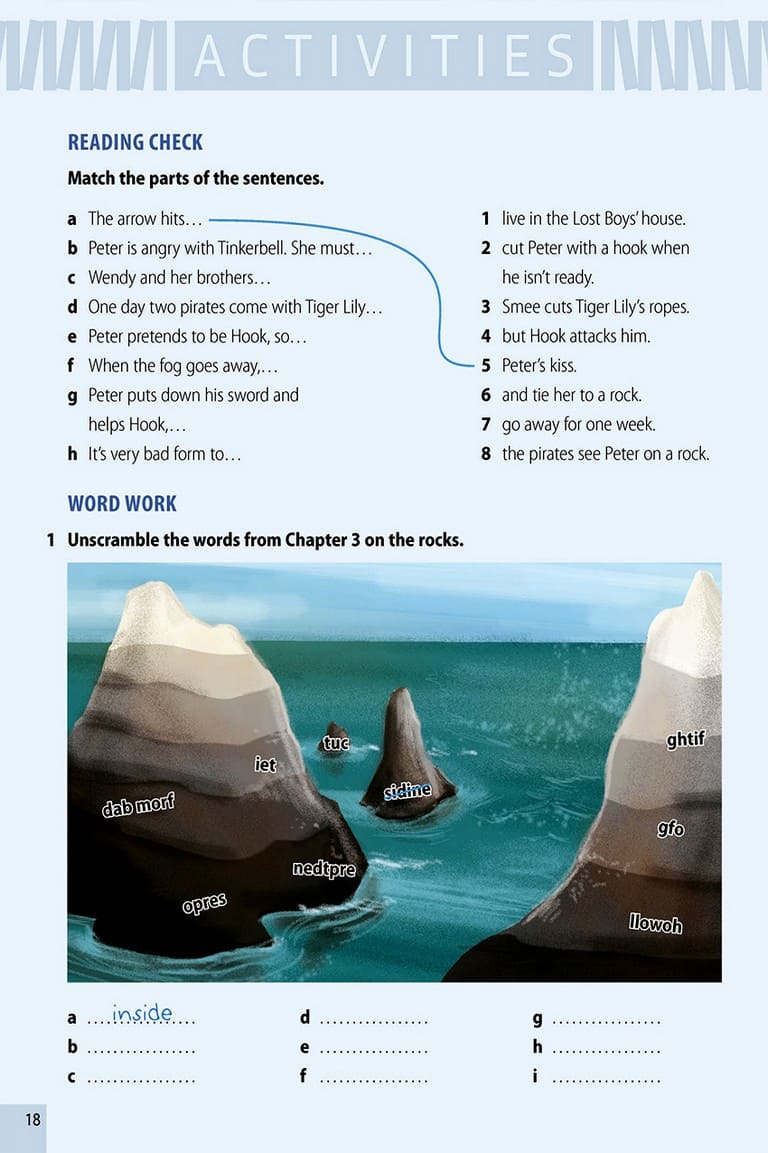 ACTIVITIES
READING CHECK
Match the parts of the sentences.
a The arrow hits...
b Peter is angry with Tinkerbell. She must...
c Wendy and her brothers...
d One day two pirates come with Tiger Lily...
e Peter pretends to be Hook, so...
f When the fog goes away,...
g Peter puts down his sword and
helps Hook,...
h It's very bad form to...
1 live in the Lost Boys' house.
2 cut Peter with a hook when
he isn't ready.
3 Smee cuts Tiger Lily's ropes.
4 but Hook attacks him.
5 Peter's kiss.
6 and tie her to a rock.
7 go away for one week.
8 the pirates see Peter on a rock.
WORD WORK
1 Unscramble the words from Chapter 3 on the rocks.
tuc
ghtif
iet
sidine
dab morf
gfo
nedtpre
opres
llowoh
a ....inside....
b .................
c .................
d .................
e .................
f .................
g .................
h .................
i .................
18